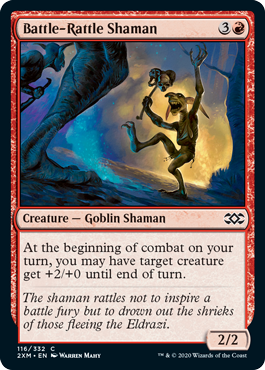 Battle-Rattle Shaman 3
Creature — Goblin Shaman
At the beginning of combat on your
turn, you may have target creature
get +2/+0 until end of turn.
The shaman rattles not to inspire a
battle fury but to drown out the shrieks
of those fleeing the Eldrazi.
2/2
116/332 C
2XM • EN Warren Mahy
™ & © 2020 Wizards of the Coast